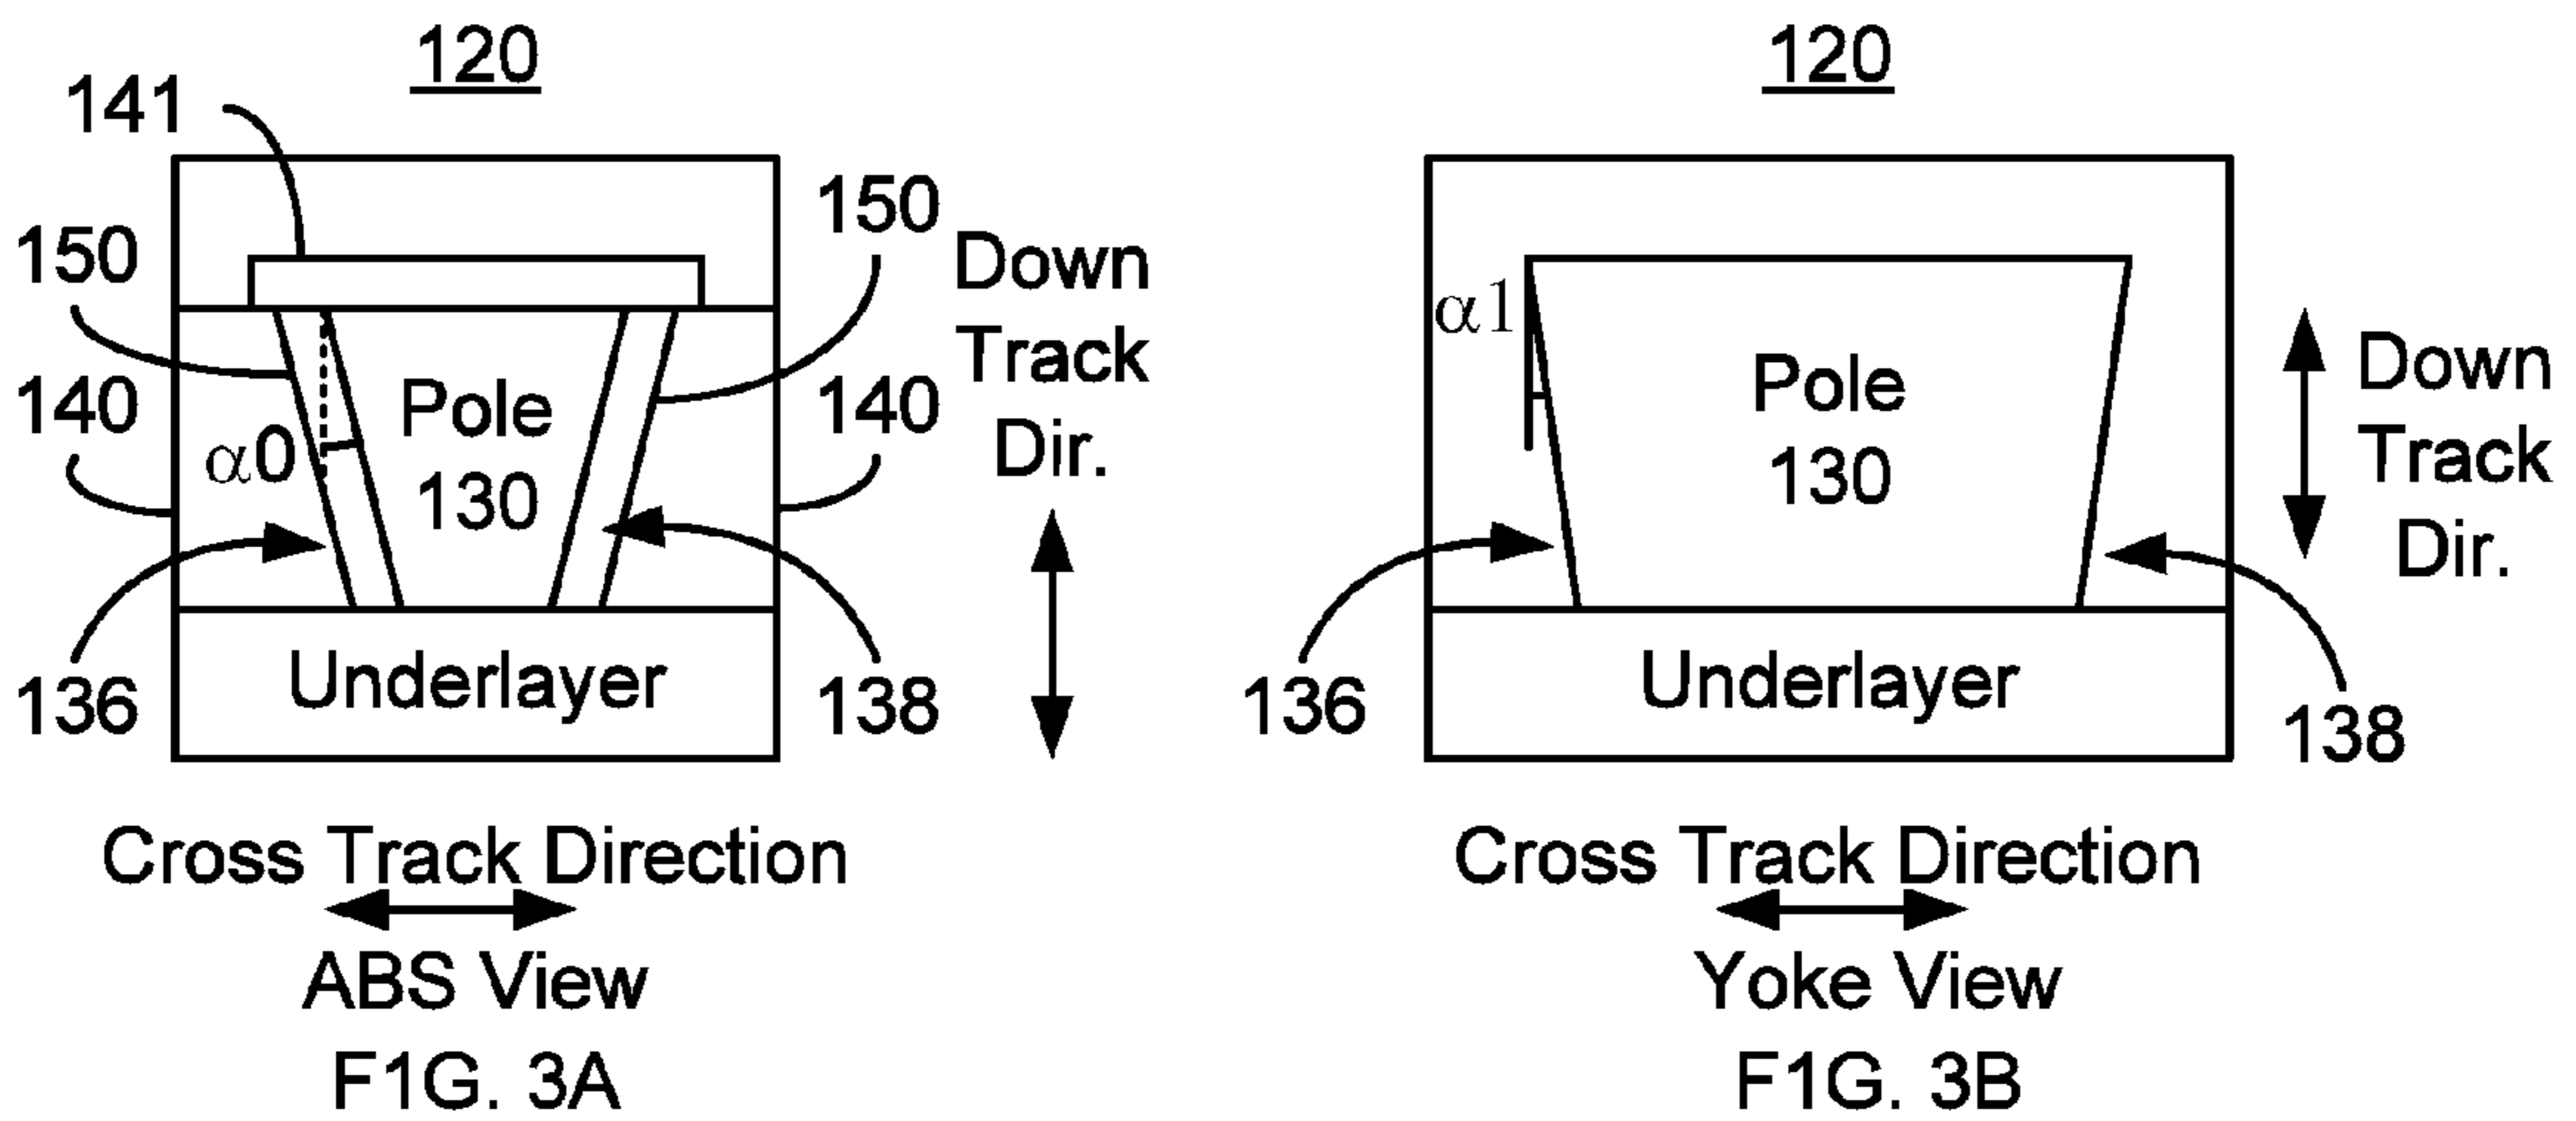 120
141
150
150
Down
Track
Dir.
140
140
α0
Pole
130
136
138
Underlayer
Cross Track Direction
ABS View
F1G. 3A
120
α1
Pole
130
Down
Track
Dir.
136
138
Underlayer
Cross Track Direction
Yoke View
F1G. 3B